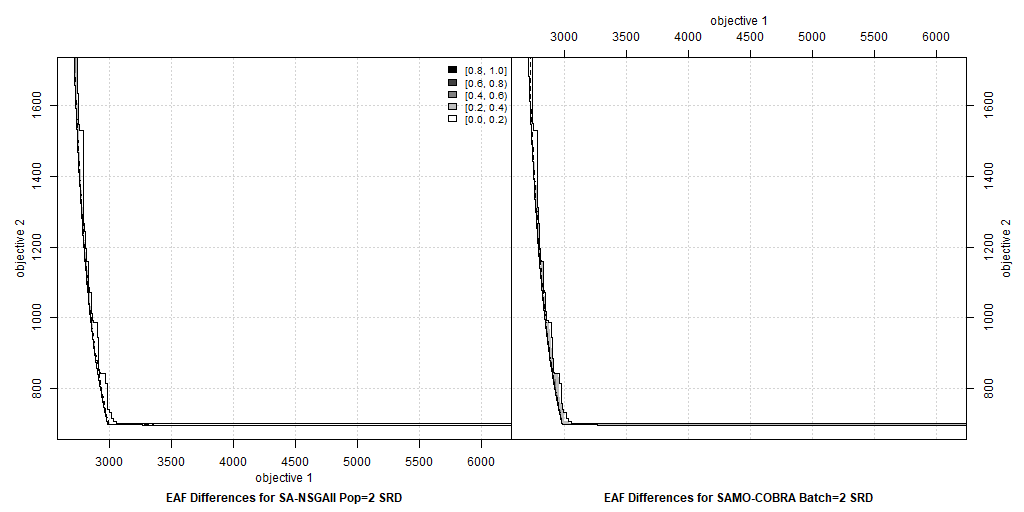 objective 1
3000 3500 4000 4500 5000 5500 6000
[0.8, 1.0]
[0.6, 0.8)
[0.4, 0.6)
[0.2, 0.4)
[0.0, 0.2)
1600
1400
1200
1000
800
objective 2
1600
1400
1200
1000
800
objective 2
3000 3500 4000 4500 5000 5500 6000
objective 1
EAF Differences for SA-NSGAII Pop=2 SRD
EAF Differences for SAMO-COBRA Batch=2 SRD